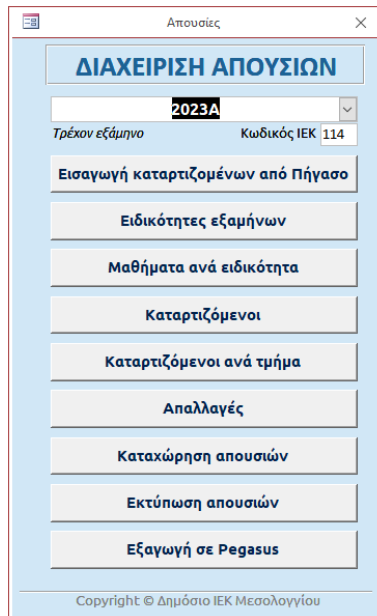 Απουσίες
ΔΙΑΧΕΙΡΙΣΗ ΑΠΟΥΣΙΩΝ
2023Α
Τρέχον εξάμηνο Κωδικός ΙΕΚ 114
Εισαγωγή καταρτιζομένων από Πήγασο
Ειδικότητες εξαμήνων
Μαθήματα ανά ειδικότητα
Καταρτιζόμενοι
Καταρτιζόμενοι ανά τμήμα
Απαλλαγές
Καταχώρηση απουσιών
Εκτύπωση απουσιών
Εξαγωγή σε Pegasus
Copyright © Δημόσιο ΙΕΚ Μεσολογγίου